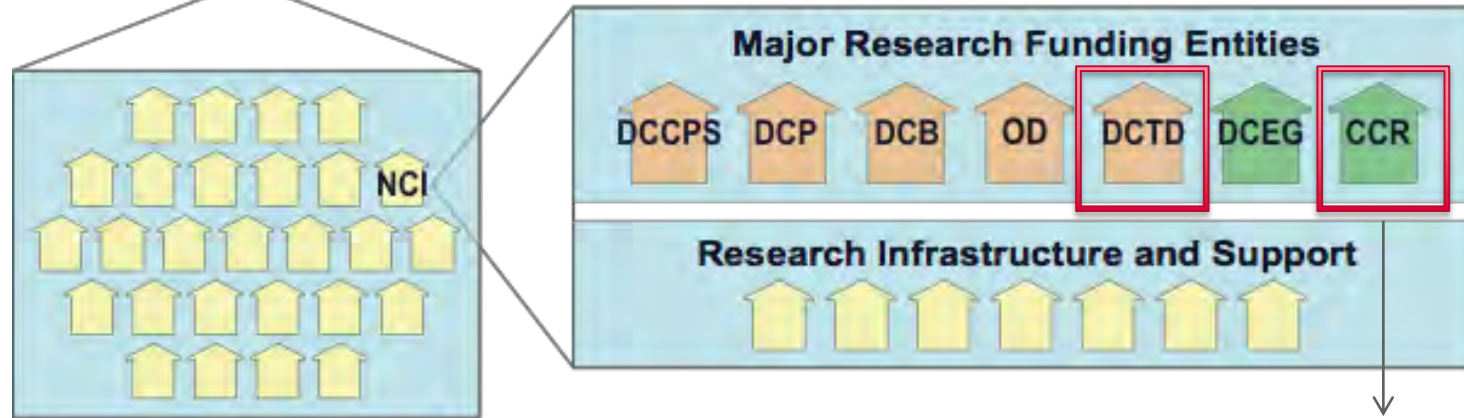 Major Research Funding Entities
DCCPS DCP DCB OD DCTD DCEG CCR
NCI
Research Infrastructure and Support